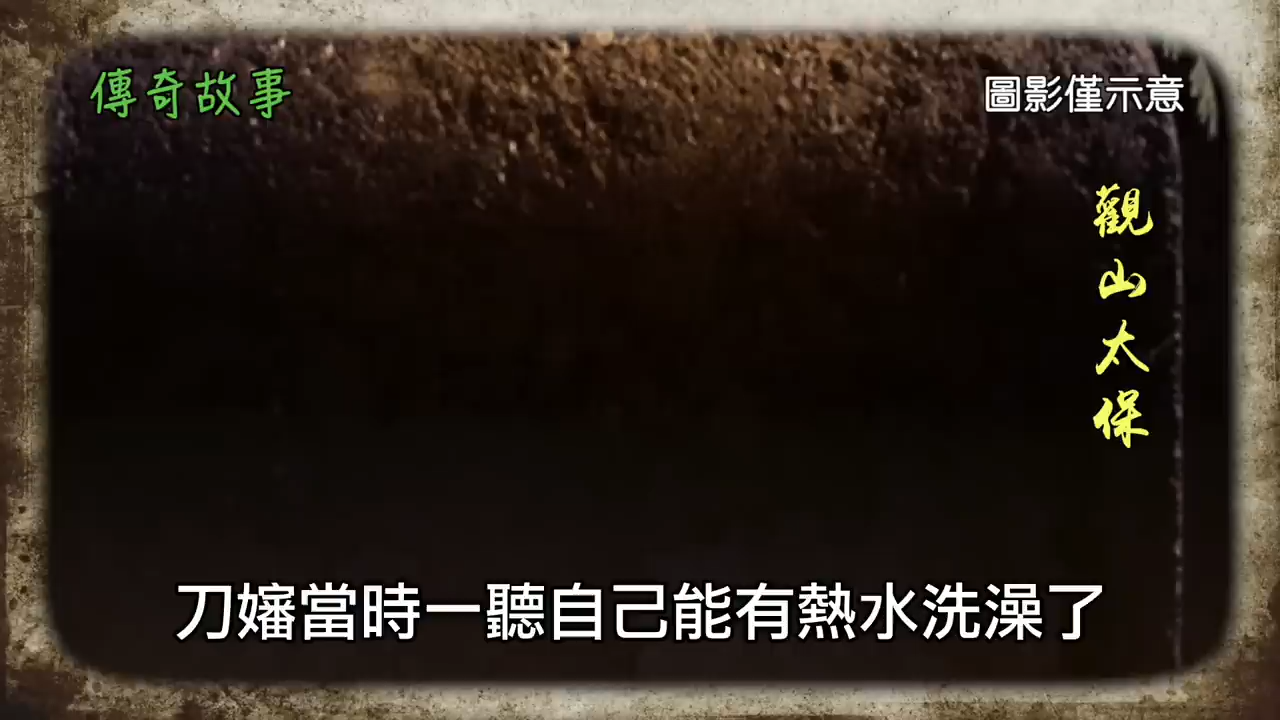 傳奇故事
圖影僅示意
觀山太保
刀嬸當時一聽自己能有熱水洗澡了